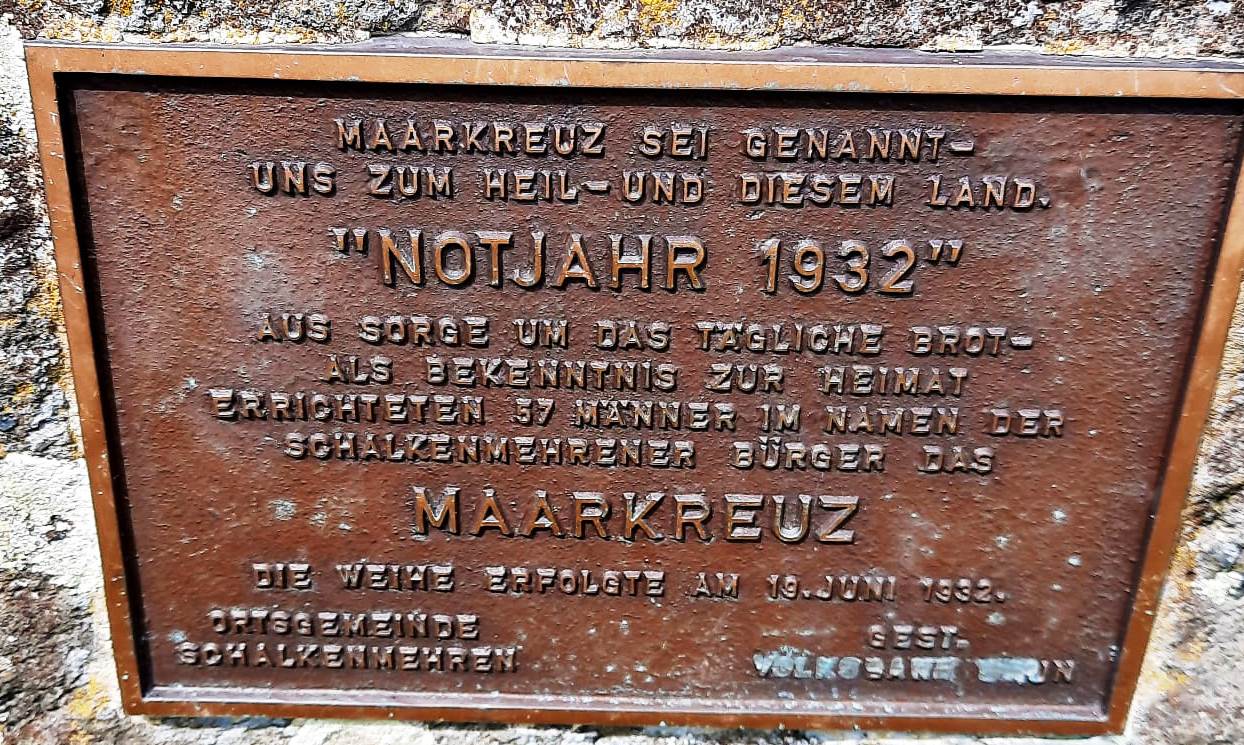 MAARKREUZ SEI GENANNT–
UNS ZUM HEIL–UND DIESEM LAND.
"NOTJAHR 1932"
AUS SORGE UM DAS TÄGLICHE BROT–
ALS BEKENNTNIS ZUR HEIMAT
ERRICHTETEN 57 MÄNNER IM NAMEN DER
SCHALKENMEHRENER BÜRGER DAS
MAARKREUZ
DIE WEIHE ERFOLGTE AM 19.JUNI 1932.
ORTSGEMEINDE
SCHALKENMEHREN
GEST.
VOLKSBANK